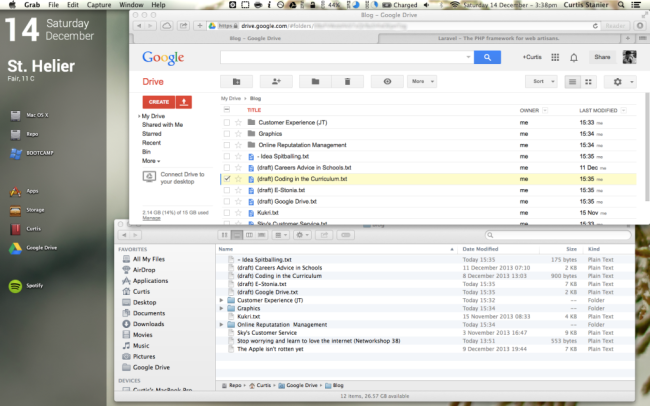 Grab File Edit Capture Window Help
44%
Charged
Saturday 14 December - 3:38pm Curtis Stanier
14 Saturday
December
St. Helier
Fair, 11 C
Mac OS X
Repo
BOOTCAMP
Apps
Storage
Curtis
Google Drive
Spotify
Blog – Google Drive
https drive.google.com
Reader
Blog – Google Drive
Laravel – The PHP framework for web artisans.
Google
+Curtis
Share
Drive
More
Sort
CREATE
My Drive
Shared with Me
Starred
Recent
Bin
More
Connect Drive to
your desktop
2.14 GB (14%) of 15 GB used
Manage
My Drive Blog
TITLE OWNER LAST MODIFIED
Customer Experience (JT) me 15:33 me
Graphics me 15:34 me
Online Reputatation Management me 15:34 me
- Idea Spitballing.txt me 15:35 me
(draft) Careers Advice in Schools.txt me 11 Dec me
(draft) Coding in the Curriculum.txt me 15:35 me
(draft) E-Stonia.txt me 15:35 me
(draft) Google Drive.txt me 15:35 me
Kukri.txt me 15 Nov me
Sky's Customer Service.txt
Blog
FAVORITES
All My Files
AirDrop
Applications
Curtis
Desktop
Documents
Downloads
Movies
Music
Pictures
Google Drive
DEVICES
Curtis's MacBook Pro
Name Date Modified Size Kind
- Idea Spitballing.txt Today 15:35 175 bytes Plain Text
(draft) Careers Advice in Schools 11 December 2013 07:10 2 KB Plain Text
(draft) Coding in the Curriculum 8 December 2013 13:03 900 bytes Plain Text
(draft) E-Stonia.txt Today 15:35 7 KB Plain Text
(draft) Google Drive.txt Today 15:35 2 KB Plain Text
Customer Experience (JT) Today 15:32 -- Folder
Graphics Today 15:34 -- Folder
Kukri.txt 15 November 2013 08:33 4 KB Plain Text
Online Reputatation Management Today 15:34 -- Folder
Sky's Customer Service 3 November 2013 16:47 9 KB Plain Text
Stop worrying and learn to love the internet (Networkshop 38) Today 13:51 553 bytes Plain Text
The Apple isn't rotten yet 9 December 2013 19:44 7 KB Plain Text
Repo Curtis Google Drive Blog
12 items, 26.57 GB available